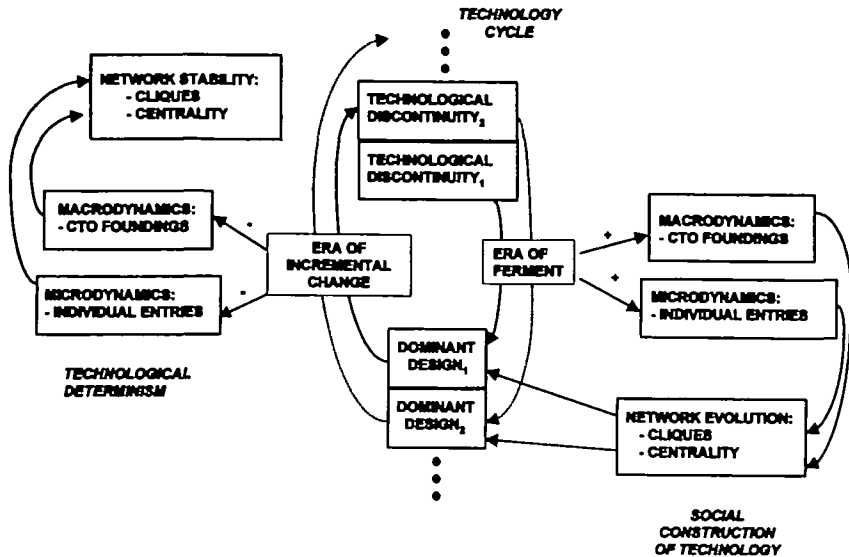 TECHNOLOGY
CYCLE
NETWORK STABILITY:
- CLIQUES
- CENTRALITY
TECHNOLOGICAL
DISCONTINUITY2
TECHNOLOGICAL
DISCONTINUITY1
MACRODYNAMICS:
- CTO FOUNDINGS
-
ERA OF
INCREMENTAL
CHANGE
ERA OF
FERMENT
+
MACRODYNAMICS:
- CTO FOUNDINGS
MICRODYNAMICS:
- INDIVIDUAL ENTRIES
-
+
MICRODYNAMICS:
- INDIVIDUAL ENTRIES
TECHNOLOGICAL
DETERMINISM
DOMINANT
DESIGN1
DOMINANT
DESIGN2
NETWORK EVOLUTION:
- CLIQUES
- CENTRALITY
SOCIAL
CONSTRUCTION
OF TECHNOLOGY